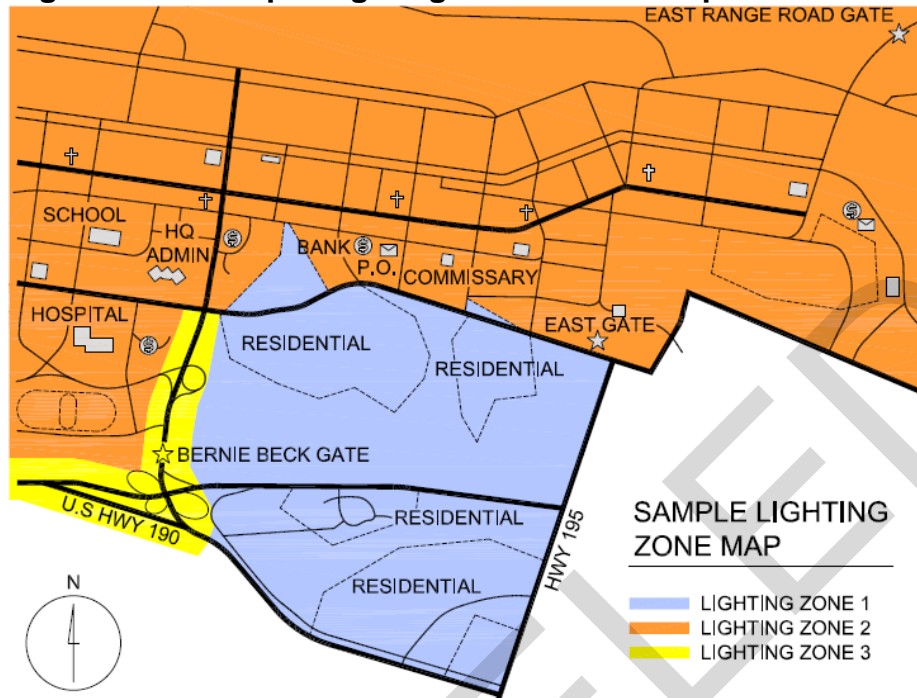 EAST RANGE ROAD GATE
SCHOOL
HQ
ADMIN
BANK
P.O.
COMMISSARY
HOSPITAL
EAST GATE
RESIDENTIAL
RESIDENTIAL
BERNIE BECK GATE
U.S HWY 190
RESIDENTIAL
RESIDENTIAL
HWY 195
N
SAMPLE LIGHTING
ZONE MAP
LIGHTING ZONE 1
LIGHTING ZONE 2
LIGHTING ZONE 3